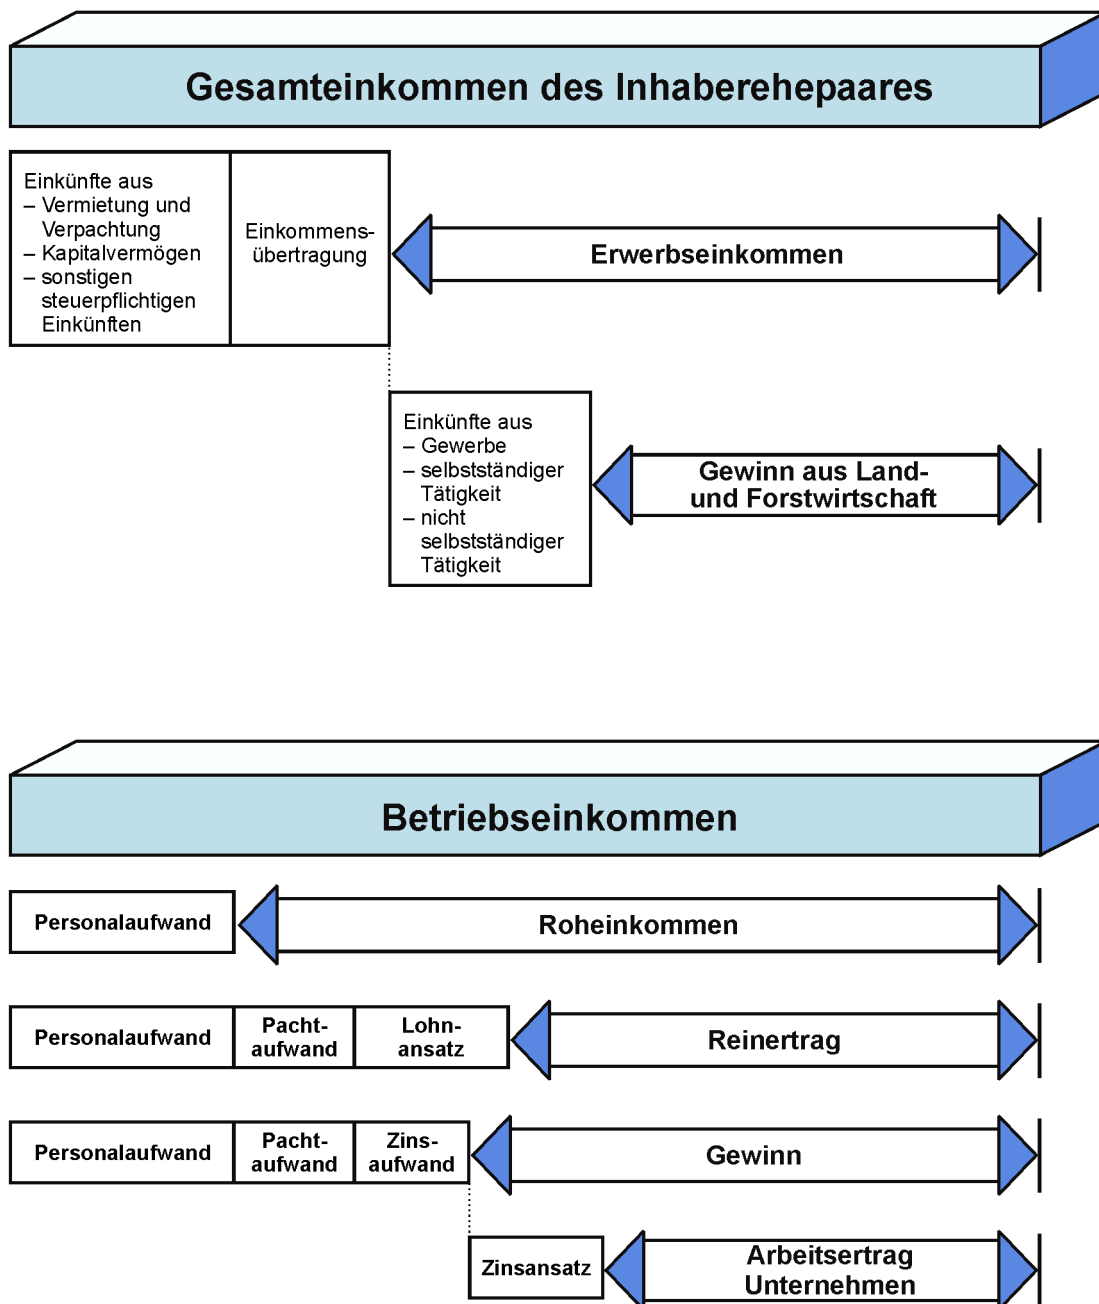 Gesamteinkommen des Inhaberehepaares
Einkünfte aus
– Vermietung und
Verpachtung
– Kapitalvermögen
– sonstigen
steuerpflichtigen
Einkünften
Einkommens-
übertragung
Erwerbseinkommen
Einkünfte aus
– Gewerbe
– selbstständiger
Tätigkeit
– nicht
selbstständiger
Tätigkeit
Gewinn aus Land-
und Forstwirtschaft
Betriebseinkommen
Personalaufwand
Roheinkommen
Personalaufwand
Pacht-
aufwand
Lohn-
ansatz
Reinertrag
Personalaufwand
Pacht-
aufwand
Zins-
aufwand
Gewinn
Zinsansatz
Arbeitsertrag
Unternehmen